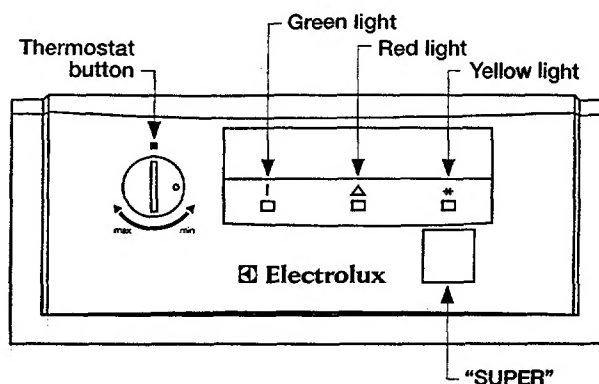 Green light
Red light
Thermostat
button
Yellow light
max
min
Electrolux
"SUPER"